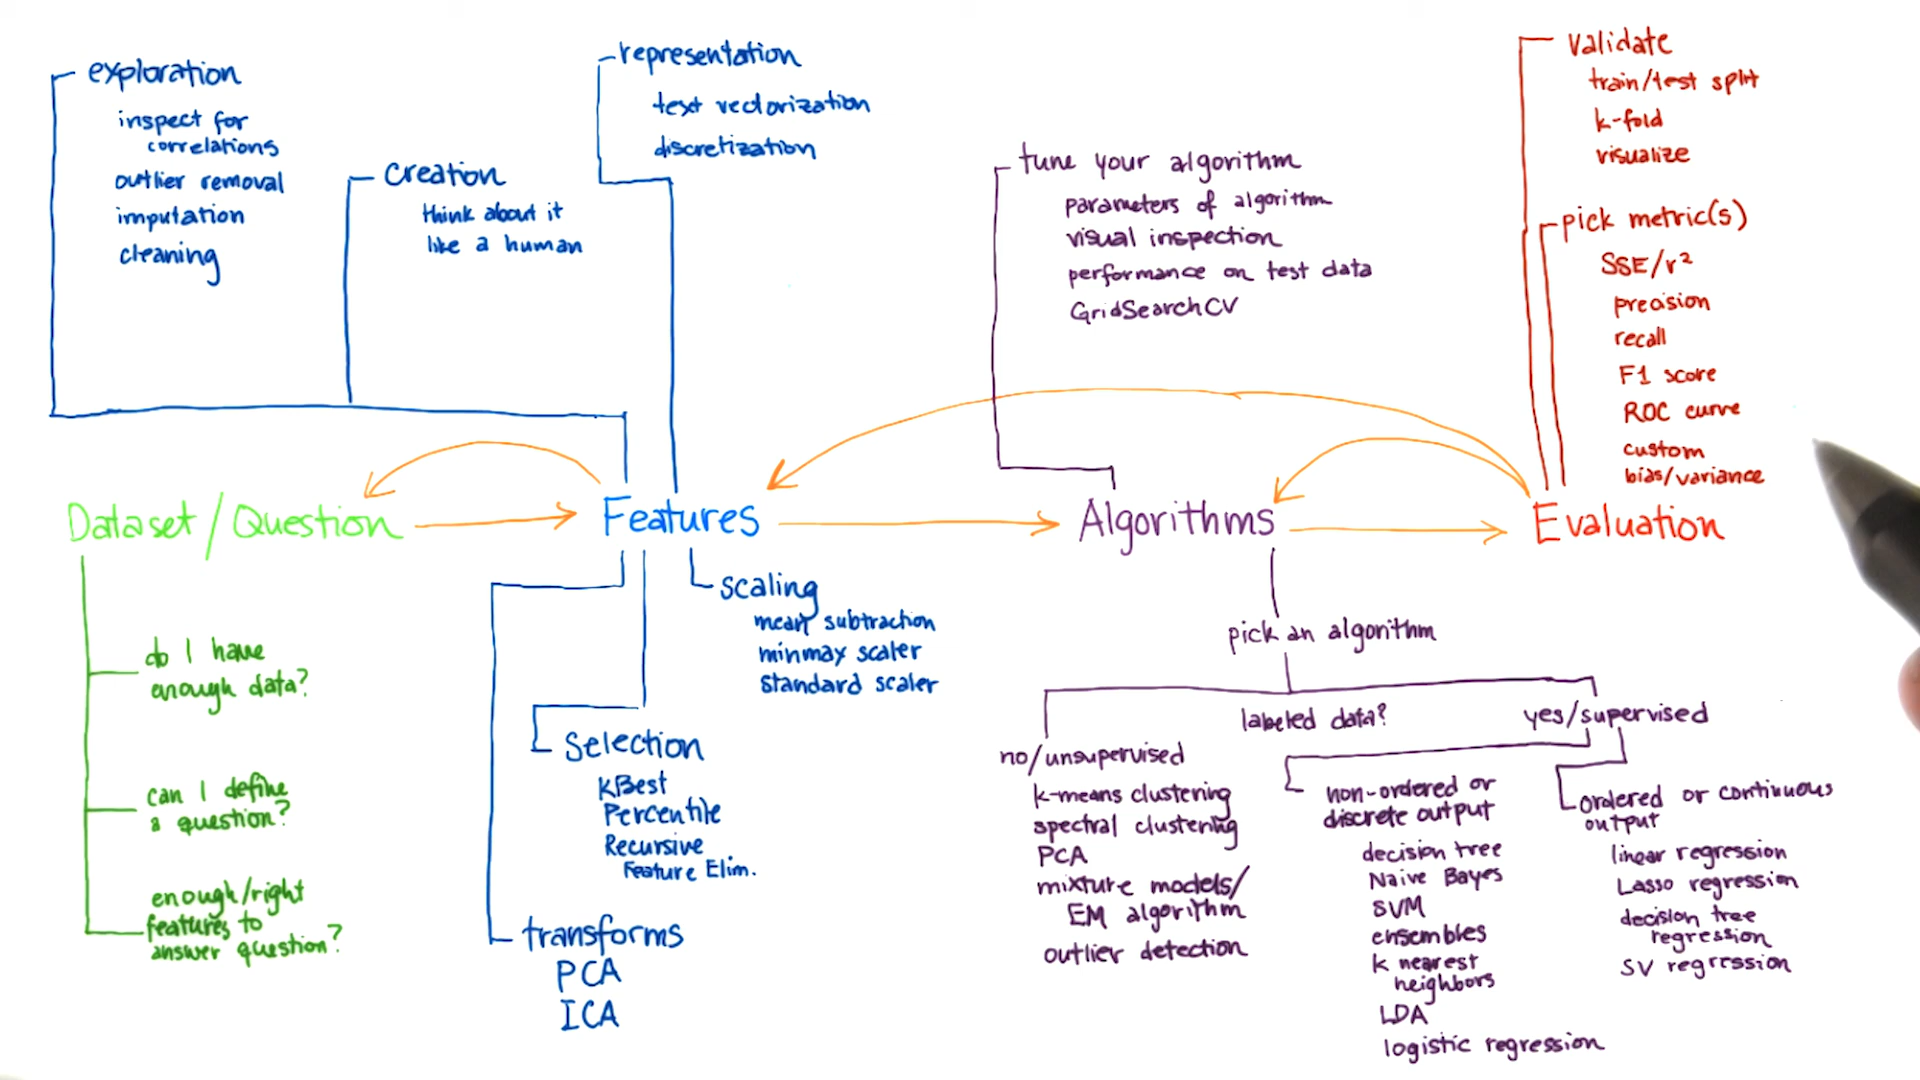 exploration
inspect for
correlations
outlier removal
imputation
cleaning
creation
think about it
like a human
representation
text vectorization
discretization
tune your algorithm
parameters of algorithm
visual inspection
performance on test data
GridSearchCV
validate
train/test split
k-fold
visualize
pick metric(s)
SSE/r²
precision
recall
F1 score
ROC curve
custom
bias/variance
Dataset/Question
Features
Algorithms
Evaluation
do I have
enough data?
can I define
a question?
enough/right
features to
answer question?
scaling
mean subtraction
minmax scaler
standard scaler
selection
KBest
Percentile
Recursive
Feature Elim.
transforms
PCA
ICA
pick an algorithm
labeled data?
no/unsupervised
k-means clustering
spectral clustering
PCA
mixture models/
EM algorithm
outlier detection
yes/supervised
non-ordered or
discrete output
decision tree
Naive Bayes
SVM
ensembles
k nearest
neighbors
LDA
logistic regression
ordered or continuous
output
linear regression
Lasso regression
decision tree
regression
SV regression